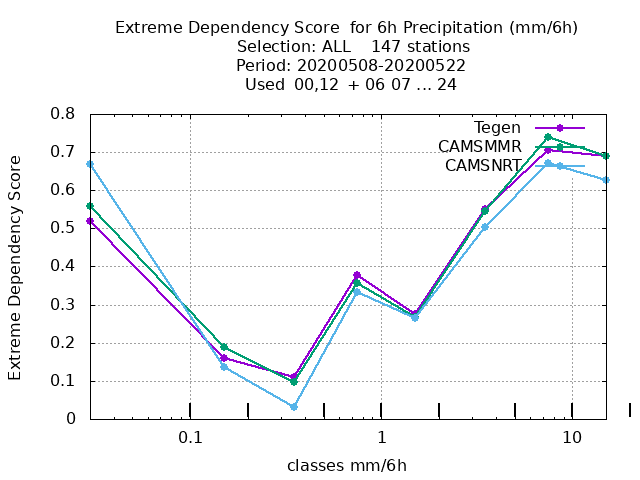 Extreme Dependency Score  for 6h Precipitation (mm/6h)
Selection: ALL    147 stations
Period: 20200508-20200522
Used  00,12  + 06 07 ... 24
Extreme Dependency Score
0.8
0.7
0.6
0.5
0.4
0.3
0.2
0.1
0
Tegen
CAMSMMR
CAMSNRT
0.1
1
10
classes mm/6h